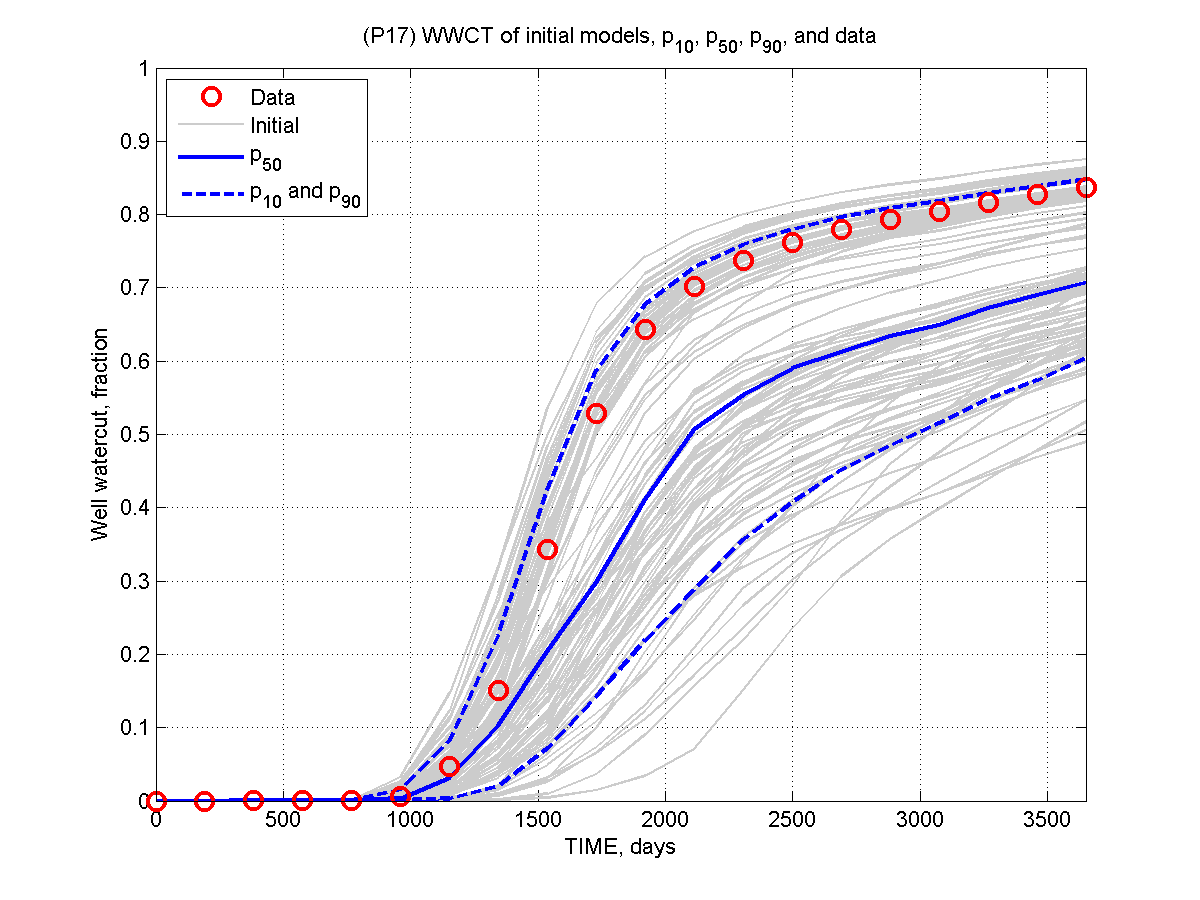 (P17) WWCT of initial models, p10, p50, p90, and data
Data
Initial
p50
p10 and p90
1
0.9
0.8
0.7
0.6
0.5
0.4
0.3
0.2
0.1
0
Well watercut, fraction
0 500 1000 1500 2000 2500 3000 3500
TIME, days